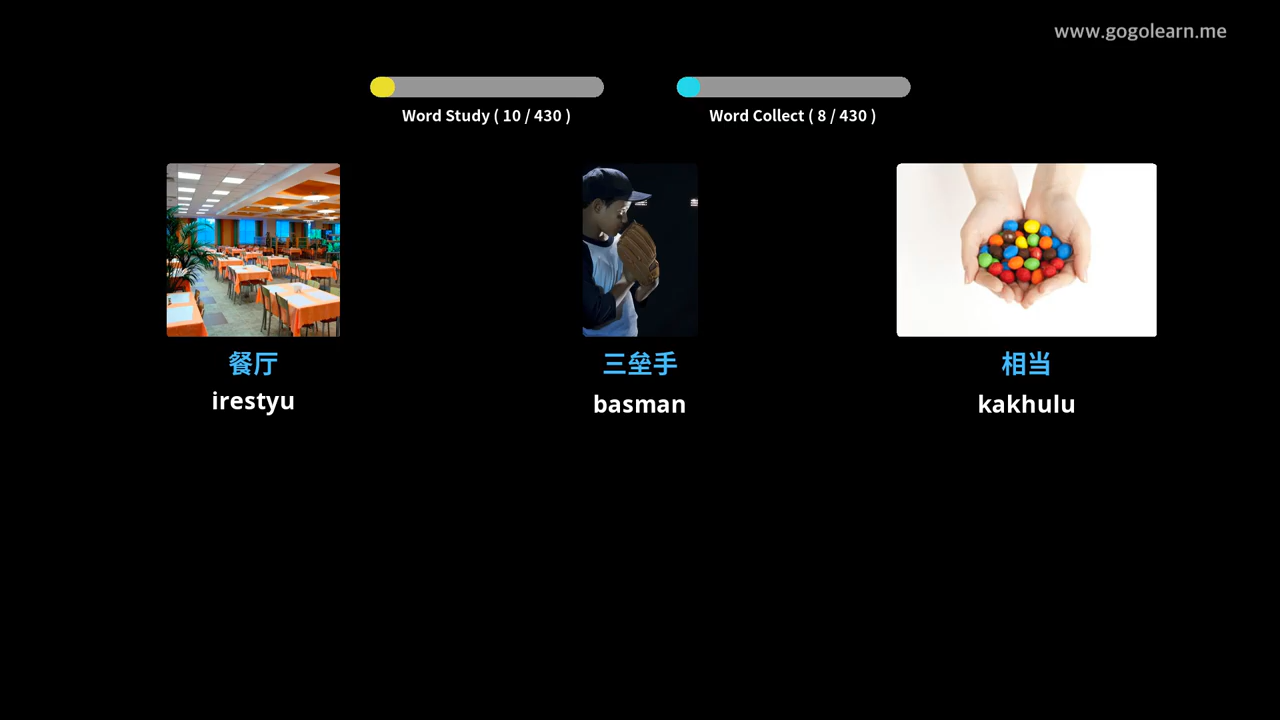 www.gogolearn.me
Word Study ( 10 / 430 )
Word Collect ( 8 / 430 )
餐厅
三垒手
相当
irestyu
basman
kakhulu